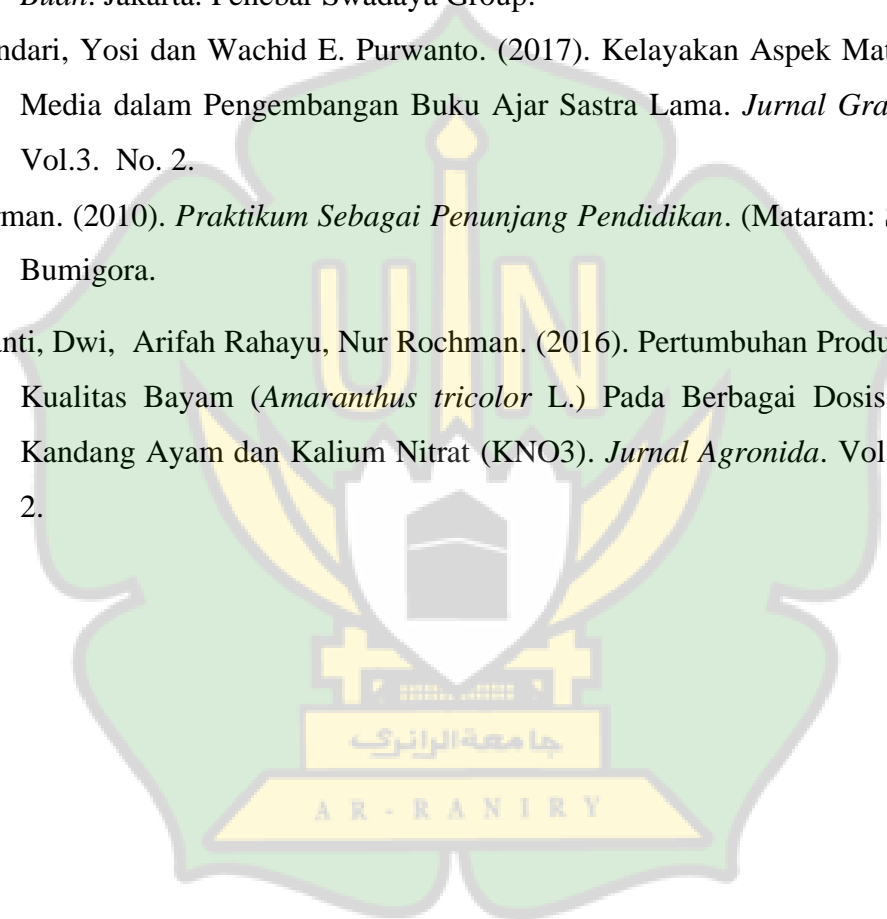 Buah. Jakarta: Penebar Swadaya Group.
ndari, Yosi dan Wachid E. Purwanto. (2017). Kelayakan Aspek Mat
Media dalam Pengembangan Buku Ajar Sastra Lama. Jurnal Gra
Vol.3. No. 2.
rman. (2010). Praktikum Sebagai Penunjang Pendidikan. (Mataram:
Bumigora.
nti, Dwi, Arifah Rahayu, Nur Rochman. (2016). Pertumbuhan Produ
Kualitas Bayam (Amaranthus tricolor L.) Pada Berbagai Dosis
Kandang Ayam dan Kalium Nitrat (KNO3). Jurnal Agronida. Vol
2.
UIN
جامعة الرانري
AR-RANIRY